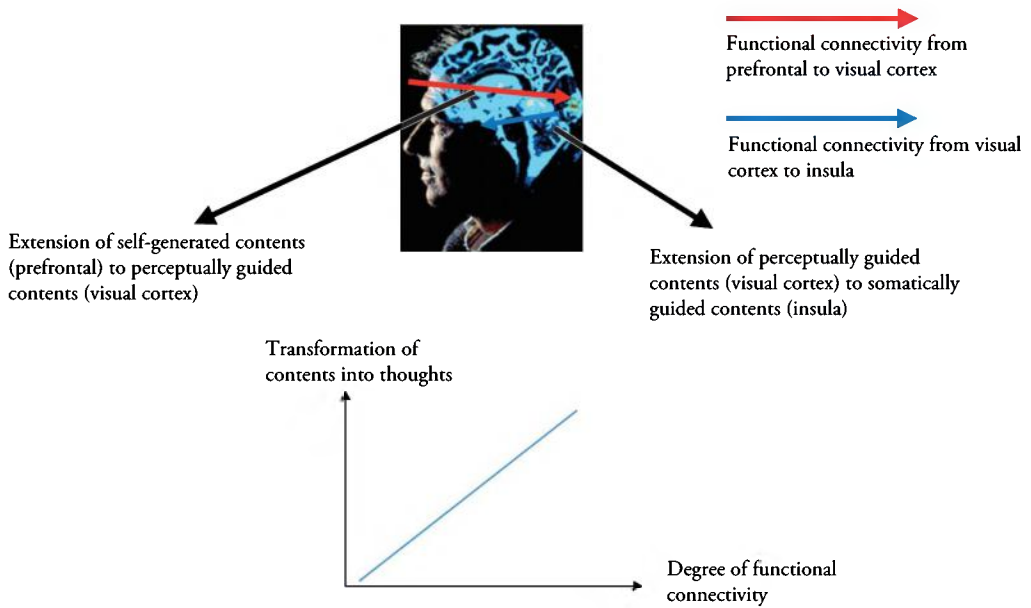 Functional connectivity from
prefrontal to visual cortex
Functional connectivity from visual
cortex to insula
Extension of self-generated contents
(prefrontal) to perceptually guided
contents (visual cortex)
Extension of perceptually guided
contents (visual cortex) to somatically
guided contents (insula)
Transformation of
contents into thoughts
Degree of functional
connectivity